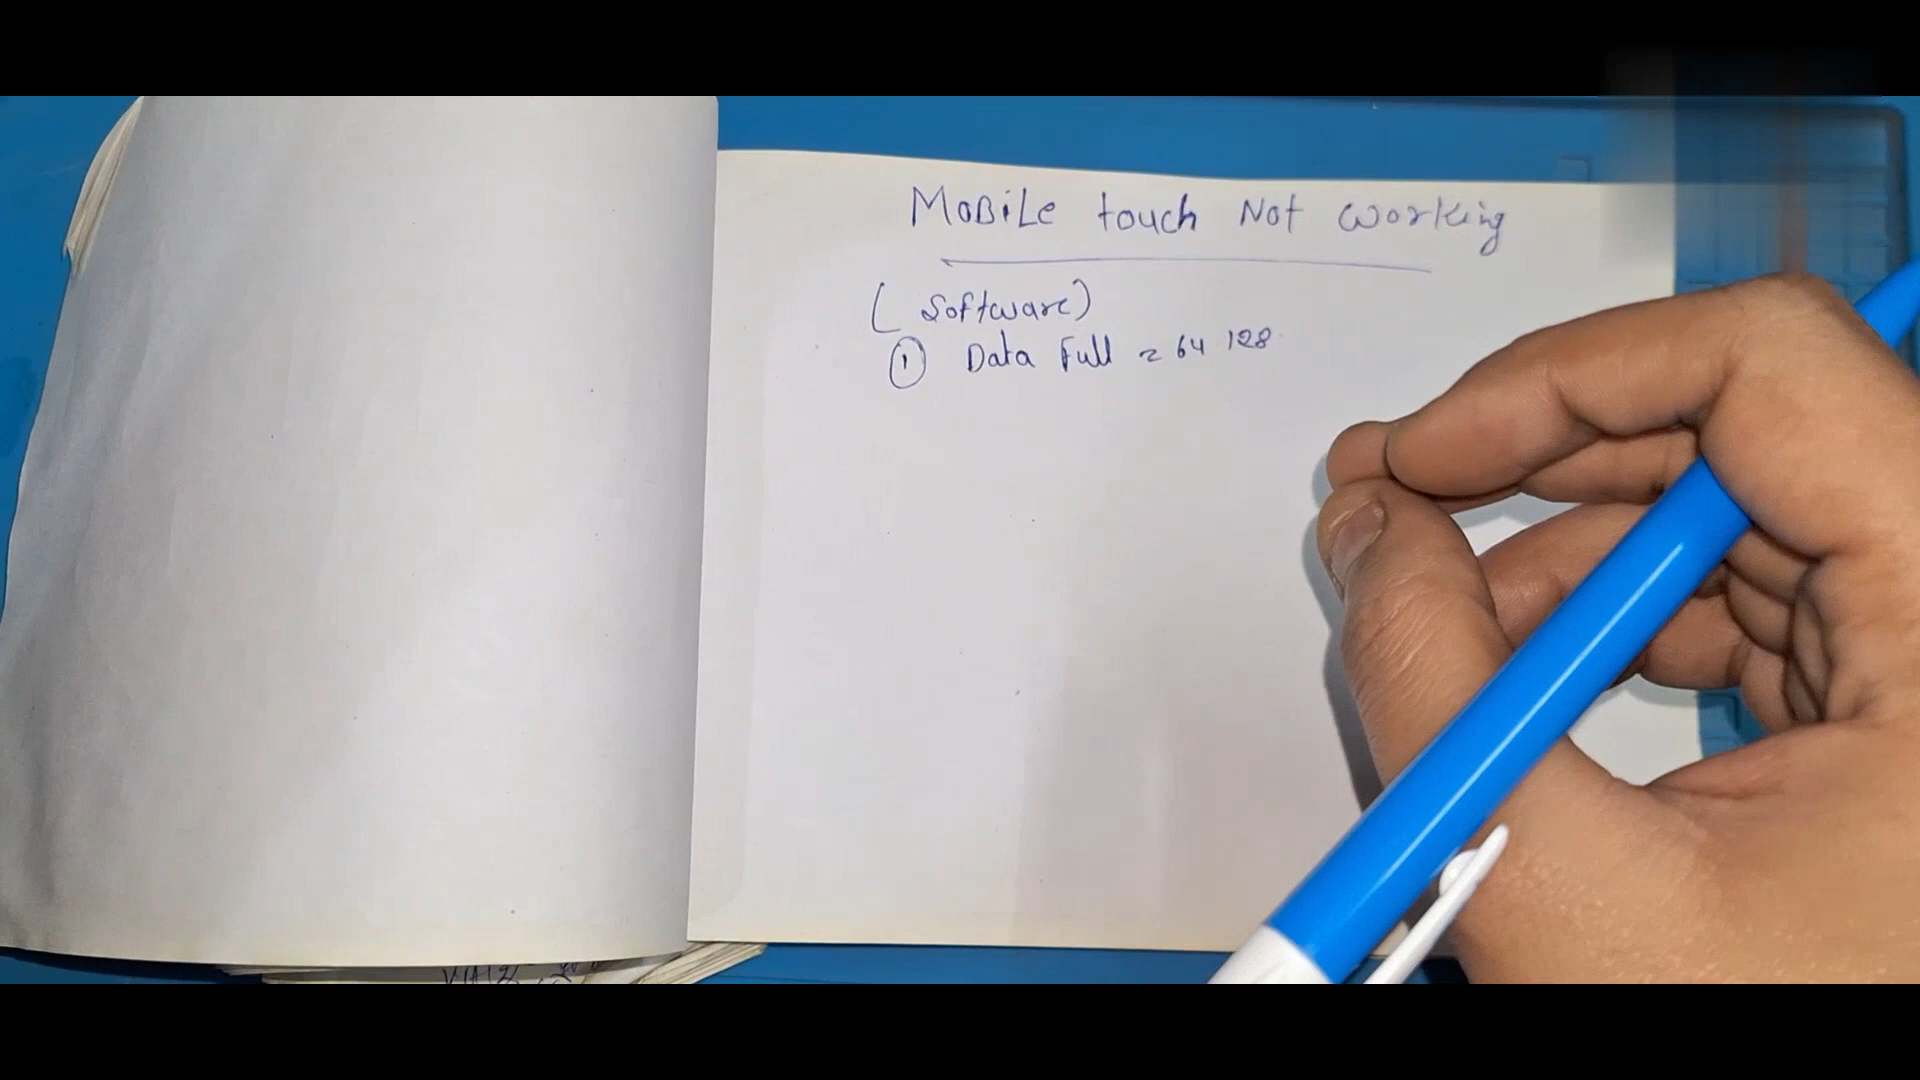 MOBiLe touch Not working
( Software)
① Data Full = 64 128